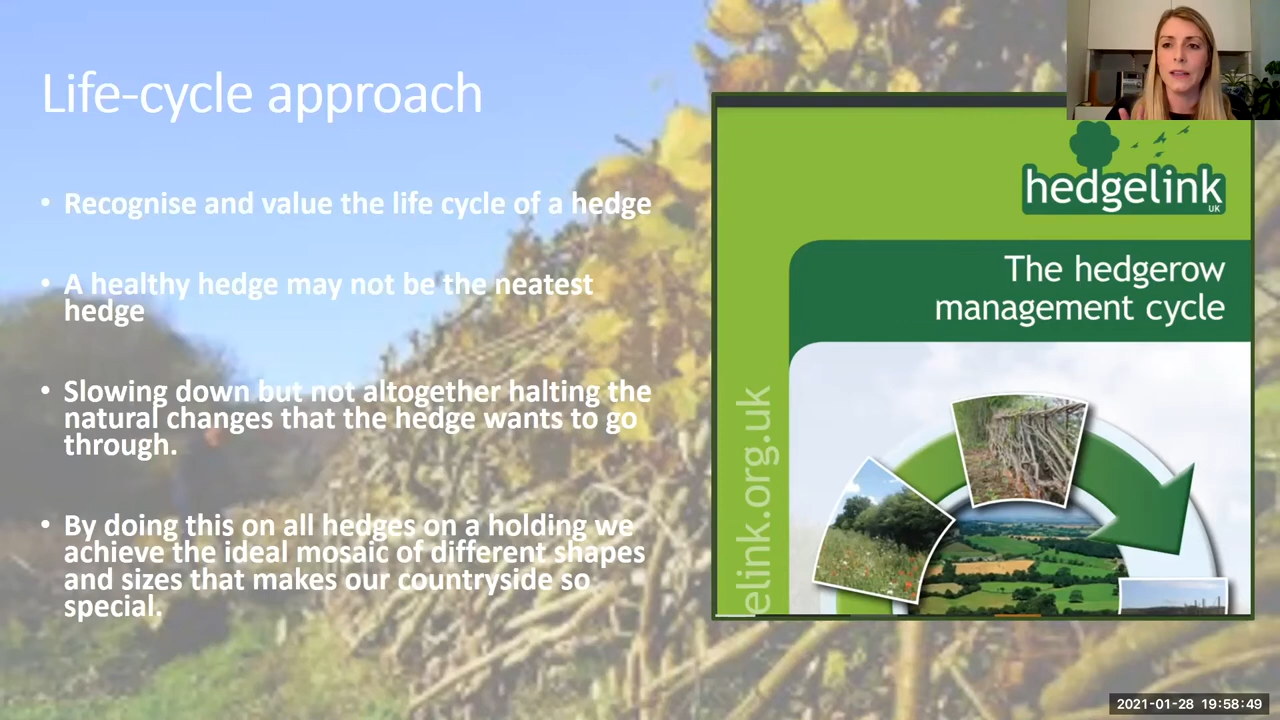 Life-cycle approach
• Recognise and value the life cycle of a hedge
• A healthy hedge may not be the neatest
hedge
• Slowing down but not altogether halting the
natural changes that the hedge wants to go
through.
• By doing this on all hedges on a holding we
achieve the ideal mosaic of different shapes
and sizes that makes our countryside so
special.
hedgelink
UK
The hedgerow
management cycle
elink.org.uk
2021-01-28 19:58:49